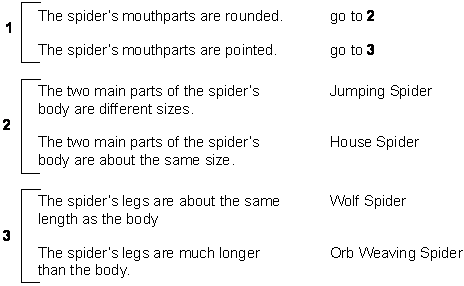 1
The spider's mouthparts are rounded. go to 2
The spider's mouthparts are pointed. go to 3
2
The two main parts of the spider's Jumping Spider
body are different sizes.
The two main parts of the spider's House Spider
body are about the same size.
3
The spider's legs are about the same Wolf Spider
length as the body
The spider's legs are much longer Orb Weaving Spider
than the body.